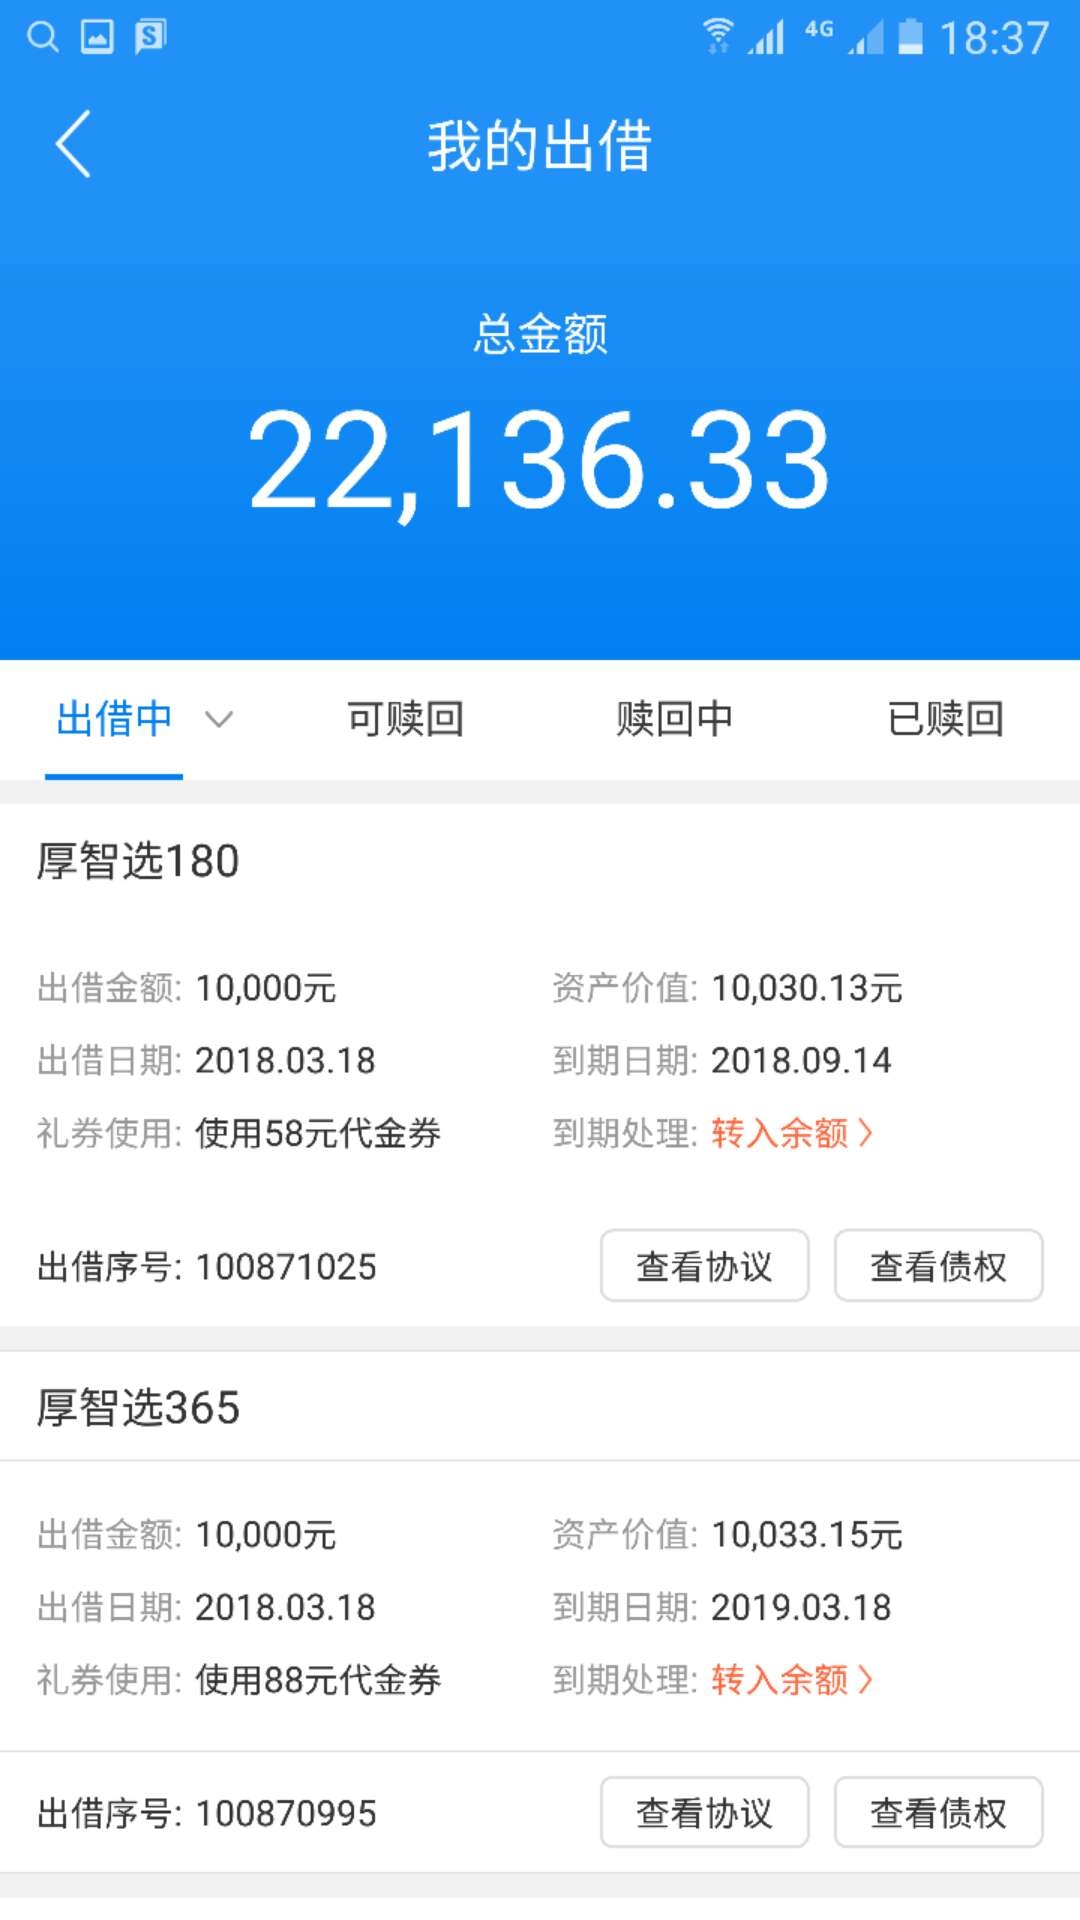 4G 18:37
我的出借
总金额
22,136.33
出借中 可赎回 赎回中 已赎回
厚智选180
出借金额: 10,000元 资产价值: 10,030.13元
出借日期: 2018.03.18 到期日期: 2018.09.14
礼券使用: 使用58元代金券 到期处理: 转入余额
出借序号: 100871025 查看协议 查看债权
厚智选365
出借金额: 10,000元 资产价值: 10,033.15元
出借日期: 2018.03.18 到期日期: 2019.03.18
礼券使用: 使用88元代金券 到期处理: 转入余额
出借序号: 100870995 查看协议 查看债权